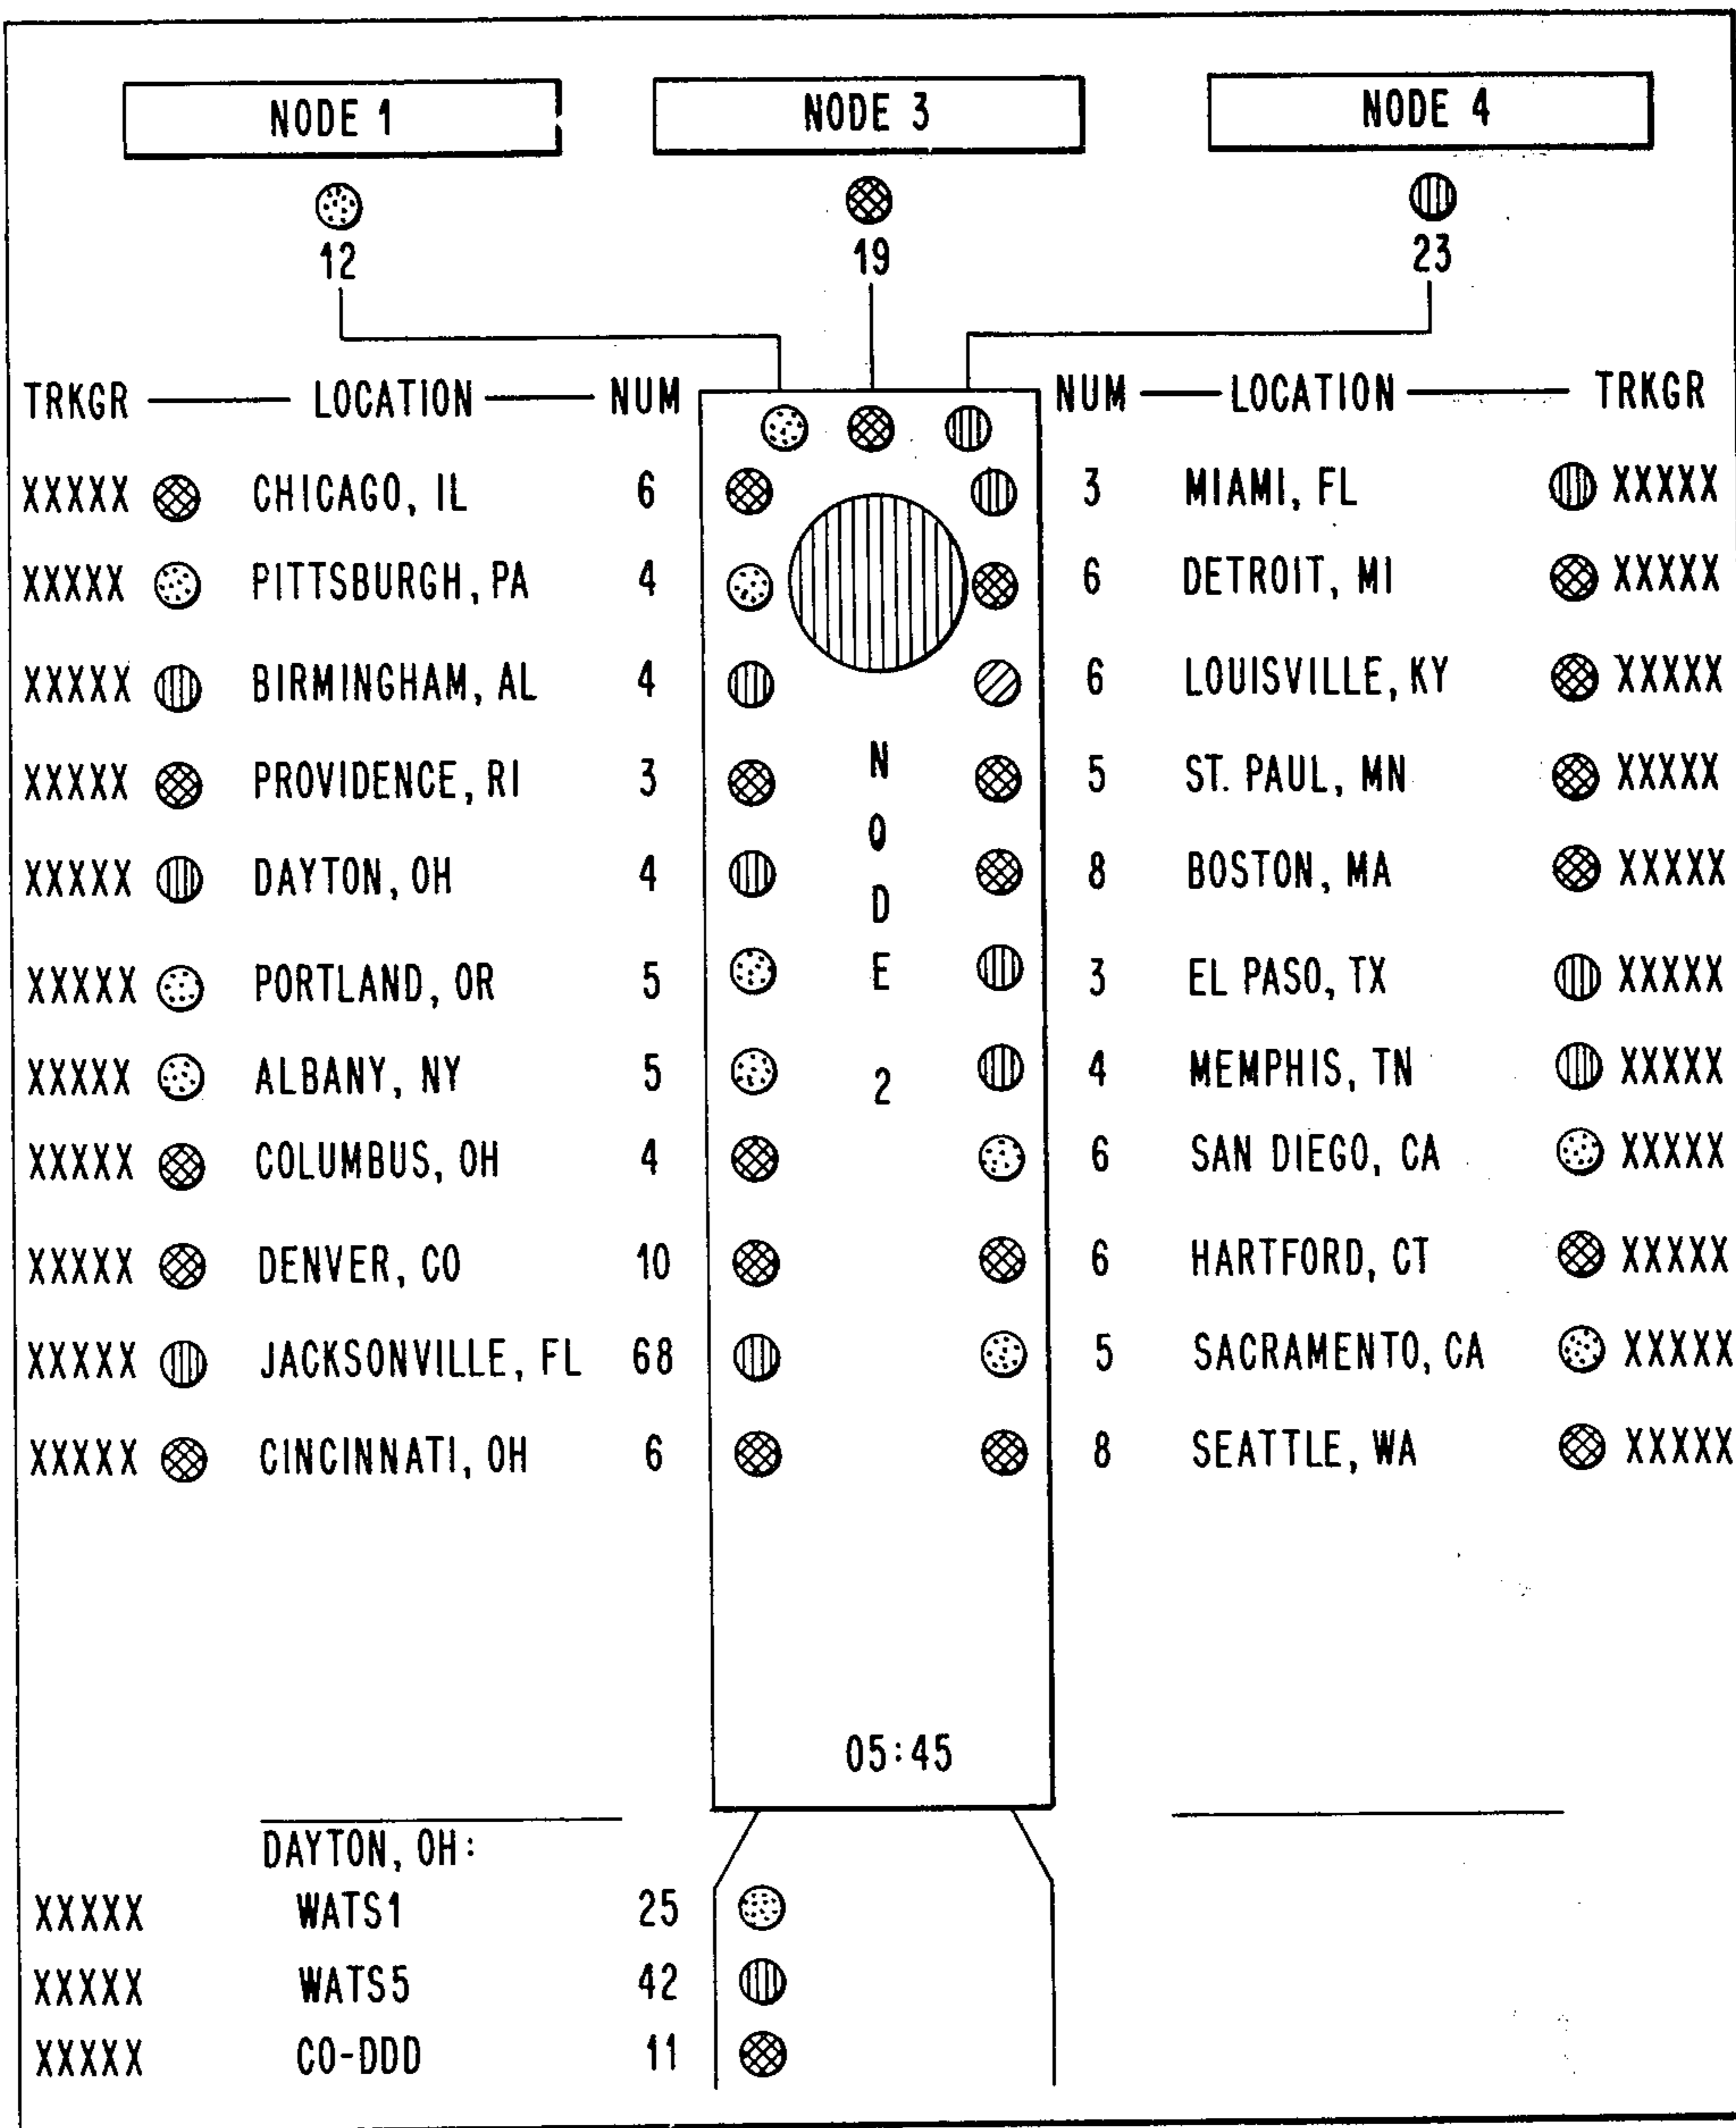 NODE 1 NODE 3 NODE 4
12 19 23
TRKGR LOCATION NUM NUM LOCATION TRKGR
XXXXX CHICAGO, IL 6 3 MIAMI, FL XXXXX
XXXXX PITTSBURGH, PA 4 6 DETROIT, MI XXXXX
XXXXX BIRMINGHAM, AL 4 6 LOUISVILLE, KY XXXXX
XXXXX PROVIDENCE, RI 3 5 ST. PAUL, MN XXXXX
XXXXX DAYTON, OH 4 8 BOSTON, MA XXXXX
XXXXX PORTLAND, OR 5 3 EL PASO, TX XXXXX
XXXXX ALBANY, NY 5 4 MEMPHIS, TN XXXXX
XXXXX COLUMBUS, OH 4 6 SAN DIEGO, CA XXXXX
XXXXX DENVER, CO 10 6 HARTFORD, CT XXXXX
XXXXX JACKSONVILLE, FL 68 5 SACRAMENTO, CA XXXXX
XXXXX CINCINNATI, OH 6 8 SEATTLE, WA XXXXX
NODE 2
05:45
DAYTON, OH:
XXXXX WATS1 25
XXXXX WATS5 42
XXXXX CO-DDD 11